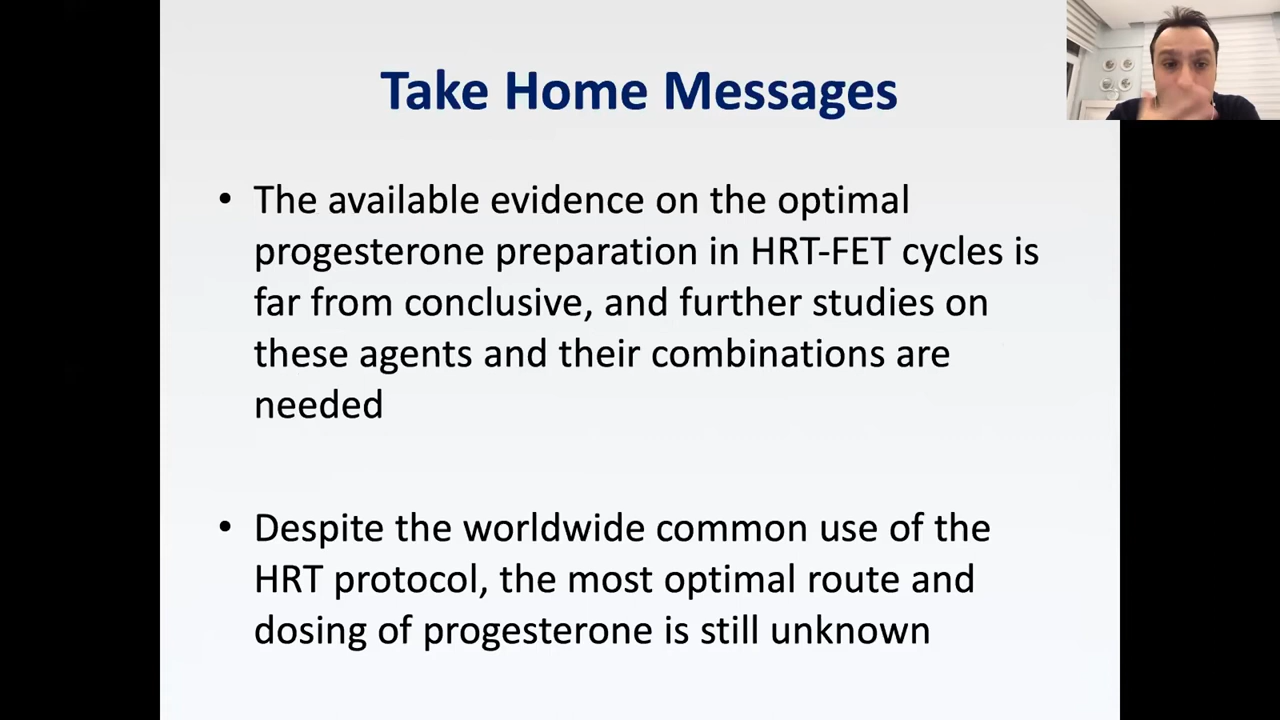 Take Home Messages
• The available evidence on the optimal
progesterone preparation in HRT-FET cycles is
far from conclusive, and further studies on
these agents and their combinations are
needed
• Despite the worldwide common use of the
HRT protocol, the most optimal route and
dosing of progesterone is still unknown